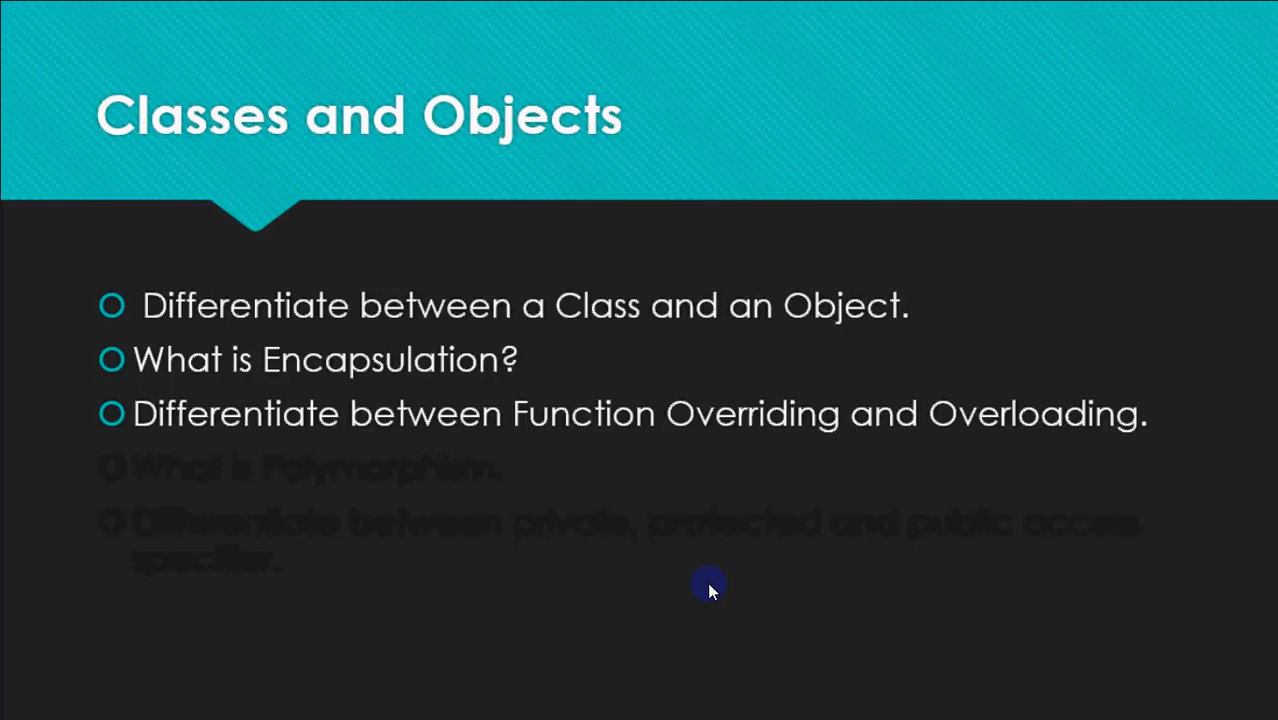 Classes and Objects
Differentiate between a Class and an Object.
What is Encapsulation?
Differentiate between Function Overriding and Overloading.
What is Polymorphism.
Differentiate between private, protected and public access
specifier.